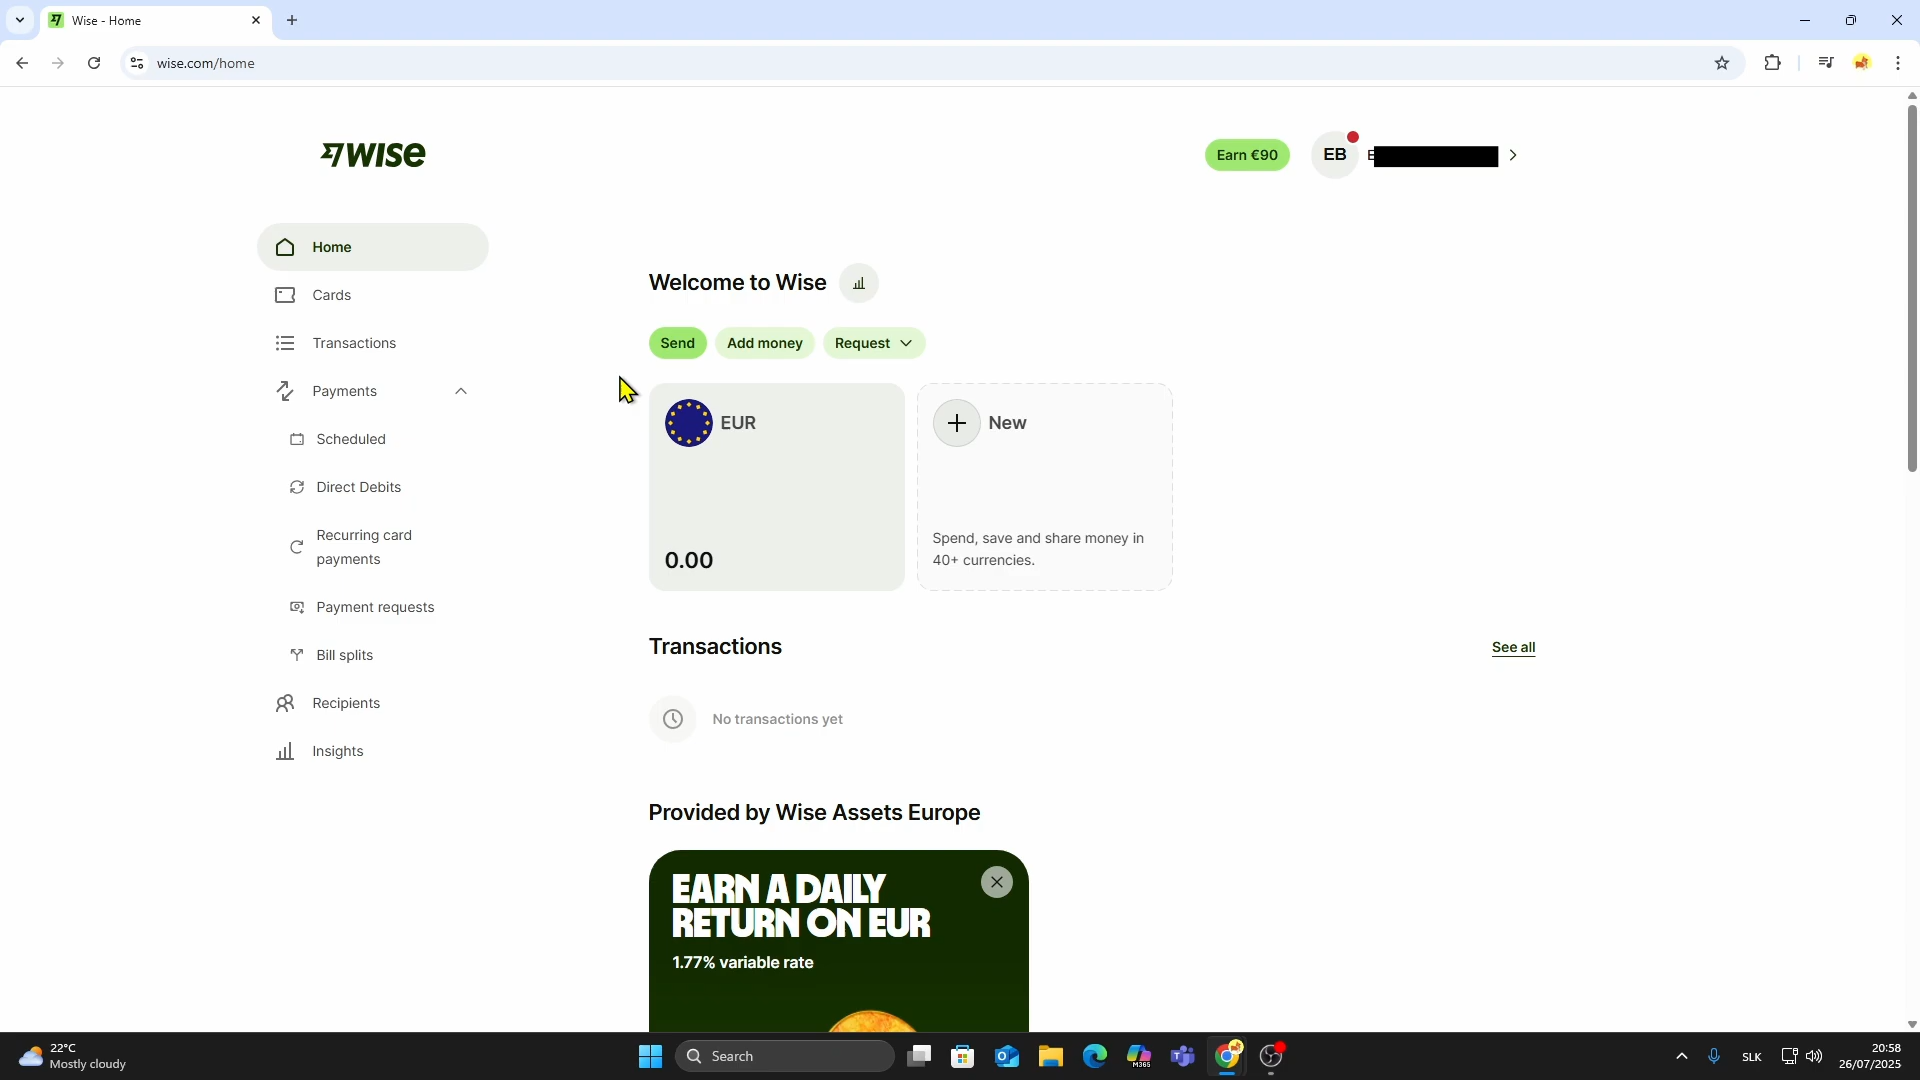 Wise - Home
wise.com/home
WISE
Earn €90
EB
E
Home
Cards
Transactions
Payments
Scheduled
Direct Debits
Recurring card
payments
Payment requests
Bill splits
Recipients
Insights
Welcome to Wise
Send
Add money
Request
EUR
0.00
New
Spend, save and share money in
40+ currencies.
Transactions
See all
No transactions yet
Provided by Wise Assets Europe
EARN A DAILY
RETURN ON EUR
1.77% variable rate
22°C
Mostly cloudy
Search
M365
SLK
20:58
26/07/2025